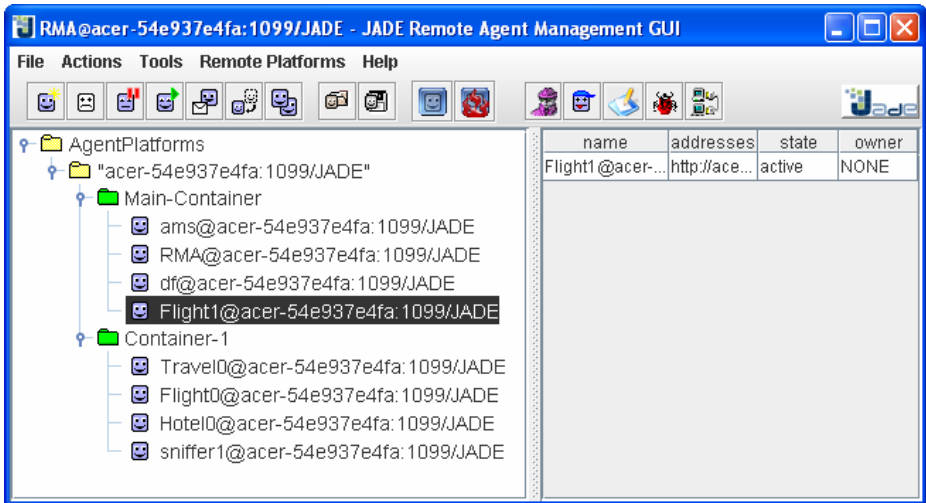 RMA@acer-54e937e4fa:1099/JADE - JADE Remote Agent Management GUI
File Actions Tools Remote Platforms Help
Jade
AgentPlatforms
"acer-54e937e4fa:1099/JADE"
Main-Container
ams@acer-54e937e4fa:1099/JADE
RMA@acer-54e937e4fa:1099/JADE
df@acer-54e937e4fa:1099/JADE
Flight1@acer-54e937e4fa:1099/JADE
Container-1
Travel0@acer-54e937e4fa:1099/JADE
Flight0@acer-54e937e4fa:1099/JADE
Hotel0@acer-54e937e4fa:1099/JADE
sniffer1@acer-54e937e4fa:1099/JADE
name addresses state owner
Flight1@acer-... http://ace... active NONE